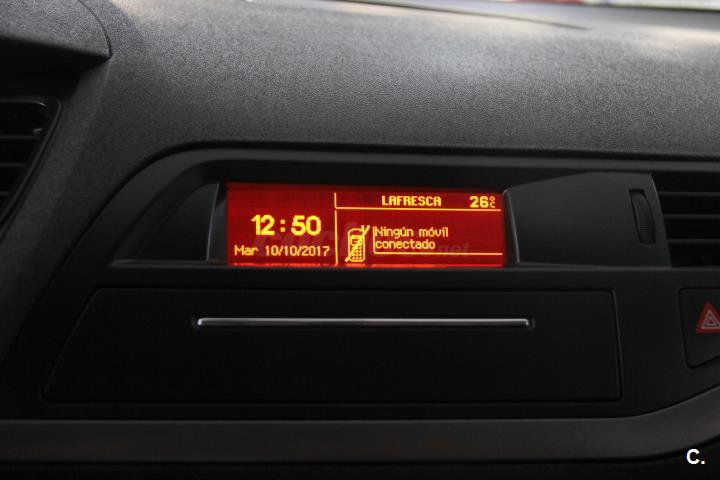 LAFRESCA 26°C
12:50
Ningún móvil
conectado
Mar 10/10/2017
C.